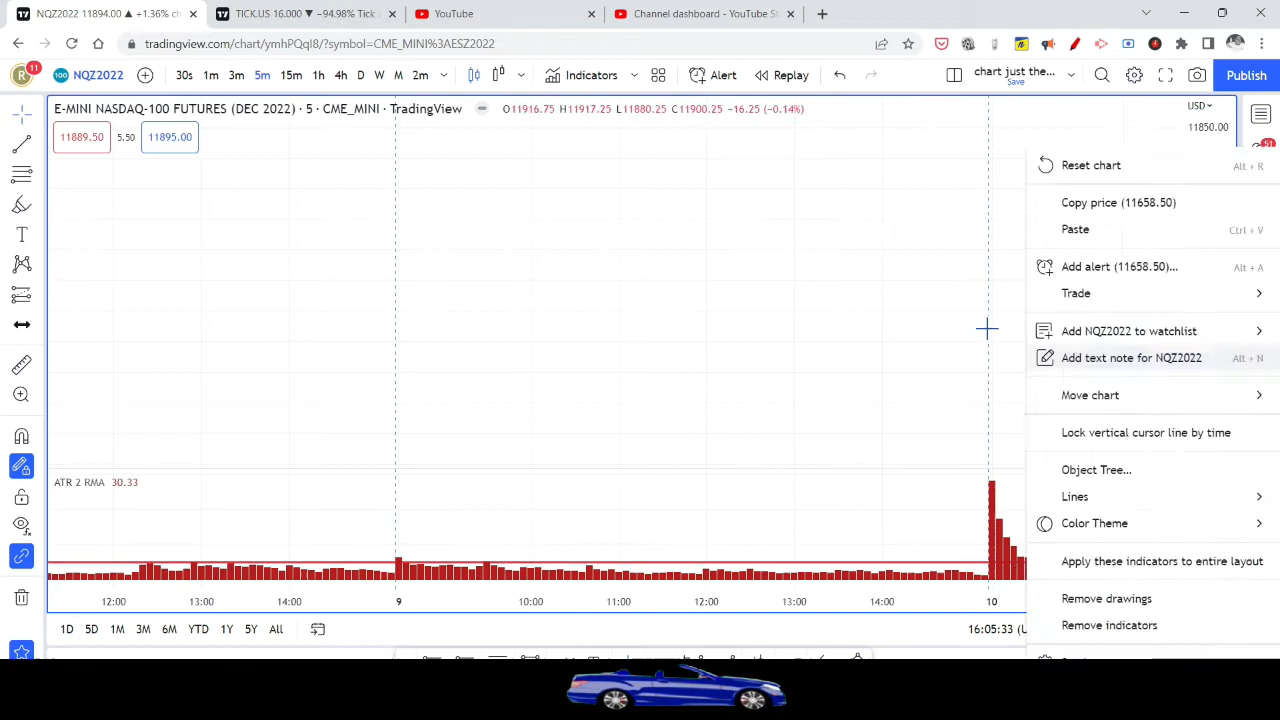 NQZ2022 11894.00 ▲ +1.36% ch
TICK.US 16.000 ▼ −94.98% Tick
YouTube
Channel dashboard - YouTube St
tradingview.com/chart/ymhPQqI8/?symbol=CME_MINI%3AESZ2022
R 11
100 NQZ2022
30s 1m 3m 5m 15m 1h 4h D W M 2m
Indicators
Alert
Replay
chart just the...
Save
Publish
E-MINI NASDAQ-100 FUTURES (DEC 2022) · 5 · CME_MINI · TradingView
O11916.75 H11917.25 L11880.25 C11900.25 −16.25 (−0.14%)
USD
11889.50 5.50 11895.00
11850.00
51
Reset chart Alt + R
Copy price (11658.50)
Paste Ctrl + V
Add alert (11658.50)... Alt + A
Trade
Add NQZ2022 to watchlist
Add text note for NQZ2022 Alt + N
Move chart
Lock vertical cursor line by time
Object Tree...
Lines
Color Theme
Apply these indicators to entire layout
Remove drawings
Remove indicators
ATR 2 RMA 30.33
12:00 13:00 14:00 9 10:00 11:00 12:00 13:00 14:00 10
1D 5D 1M 3M 6M YTD 1Y 5Y All
16:05:33 (U